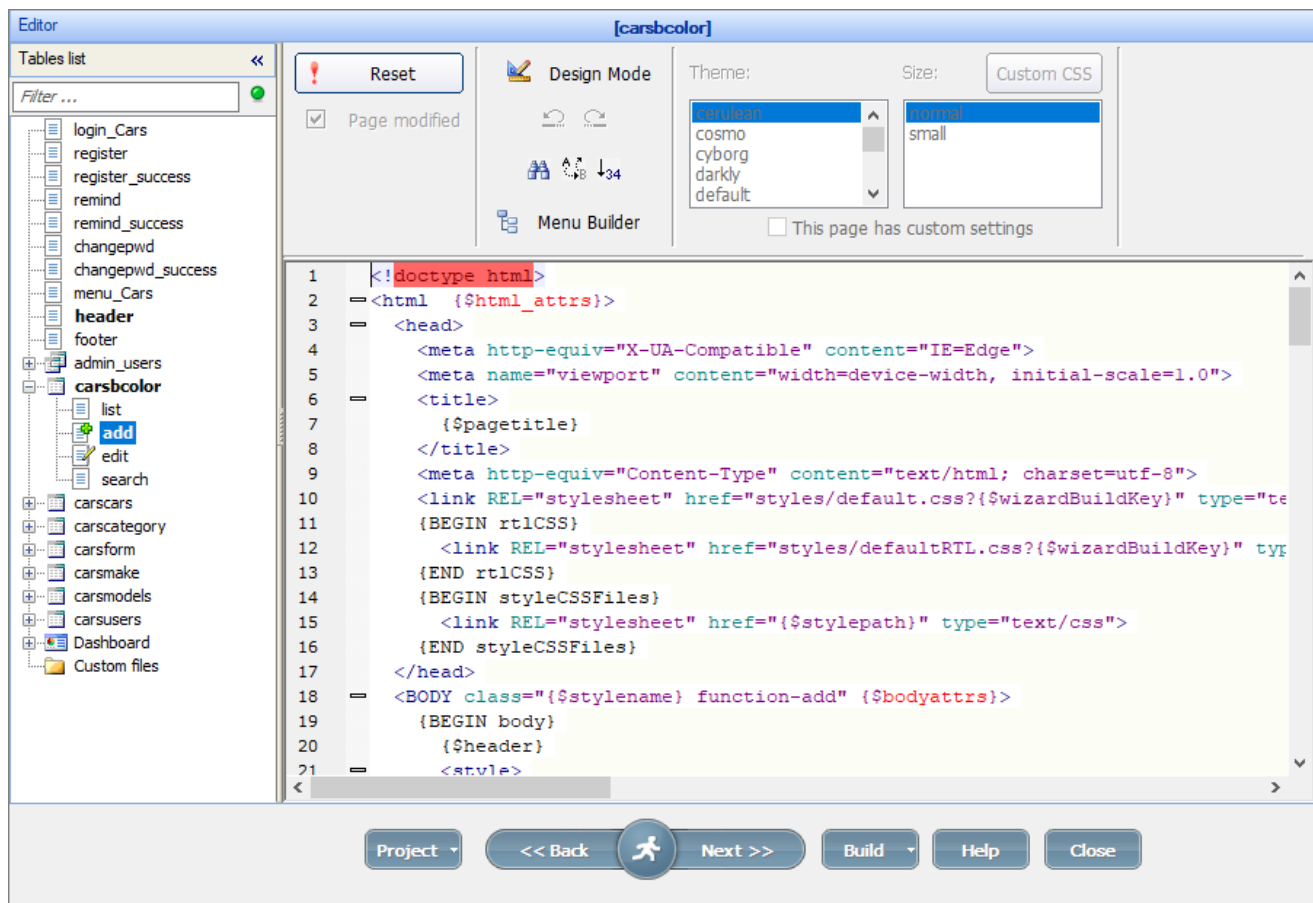 Editor
[carsbcolor]
Tables list
«
Filter ...
login_Cars
register
register_success
remind
remind_success
changepwd
changepwd_success
menu_Cars
header
footer
admin_users
carsbcolor
list
add
edit
search
carscars
carscategory
carsform
carsmake
carsmodels
carsusers
Dashboard
Custom files
Reset
Page modified
Design Mode
A B 34
Menu Builder
Theme:
cerulean
cosmo
cyborg
darkly
default
Size:
normal
small
Custom CSS
This page has custom settings
1 <!doctype html>
2 <html {$html_attrs}>
3 <head>
4 <meta http-equiv="X-UA-Compatible" content="IE=Edge">
5 <meta name="viewport" content="width=device-width, initial-scale=1.0">
6 <title>
7 {$pagetitle}
8 </title>
9 <meta http-equiv="Content-Type" content="text/html; charset=utf-8">
10 <link REL="stylesheet" href="styles/default.css?{$wizardBuildKey}" type="te
11 {BEGIN rtlCSS}
12 <link REL="stylesheet" href="styles/defaultRTL.css?{$wizardBuildKey}" typ
13 {END rtlCSS}
14 {BEGIN styleCSSFiles}
15 <link REL="stylesheet" href="{$stylepath}" type="text/css">
16 {END styleCSSFiles}
17 </head>
18 <BODY class="{$stylename} function-add" {$bodyattrs}>
19 {BEGIN body}
20 {$header}
21 <style>
Project
<< Back
Next >>
Build
Help
Close